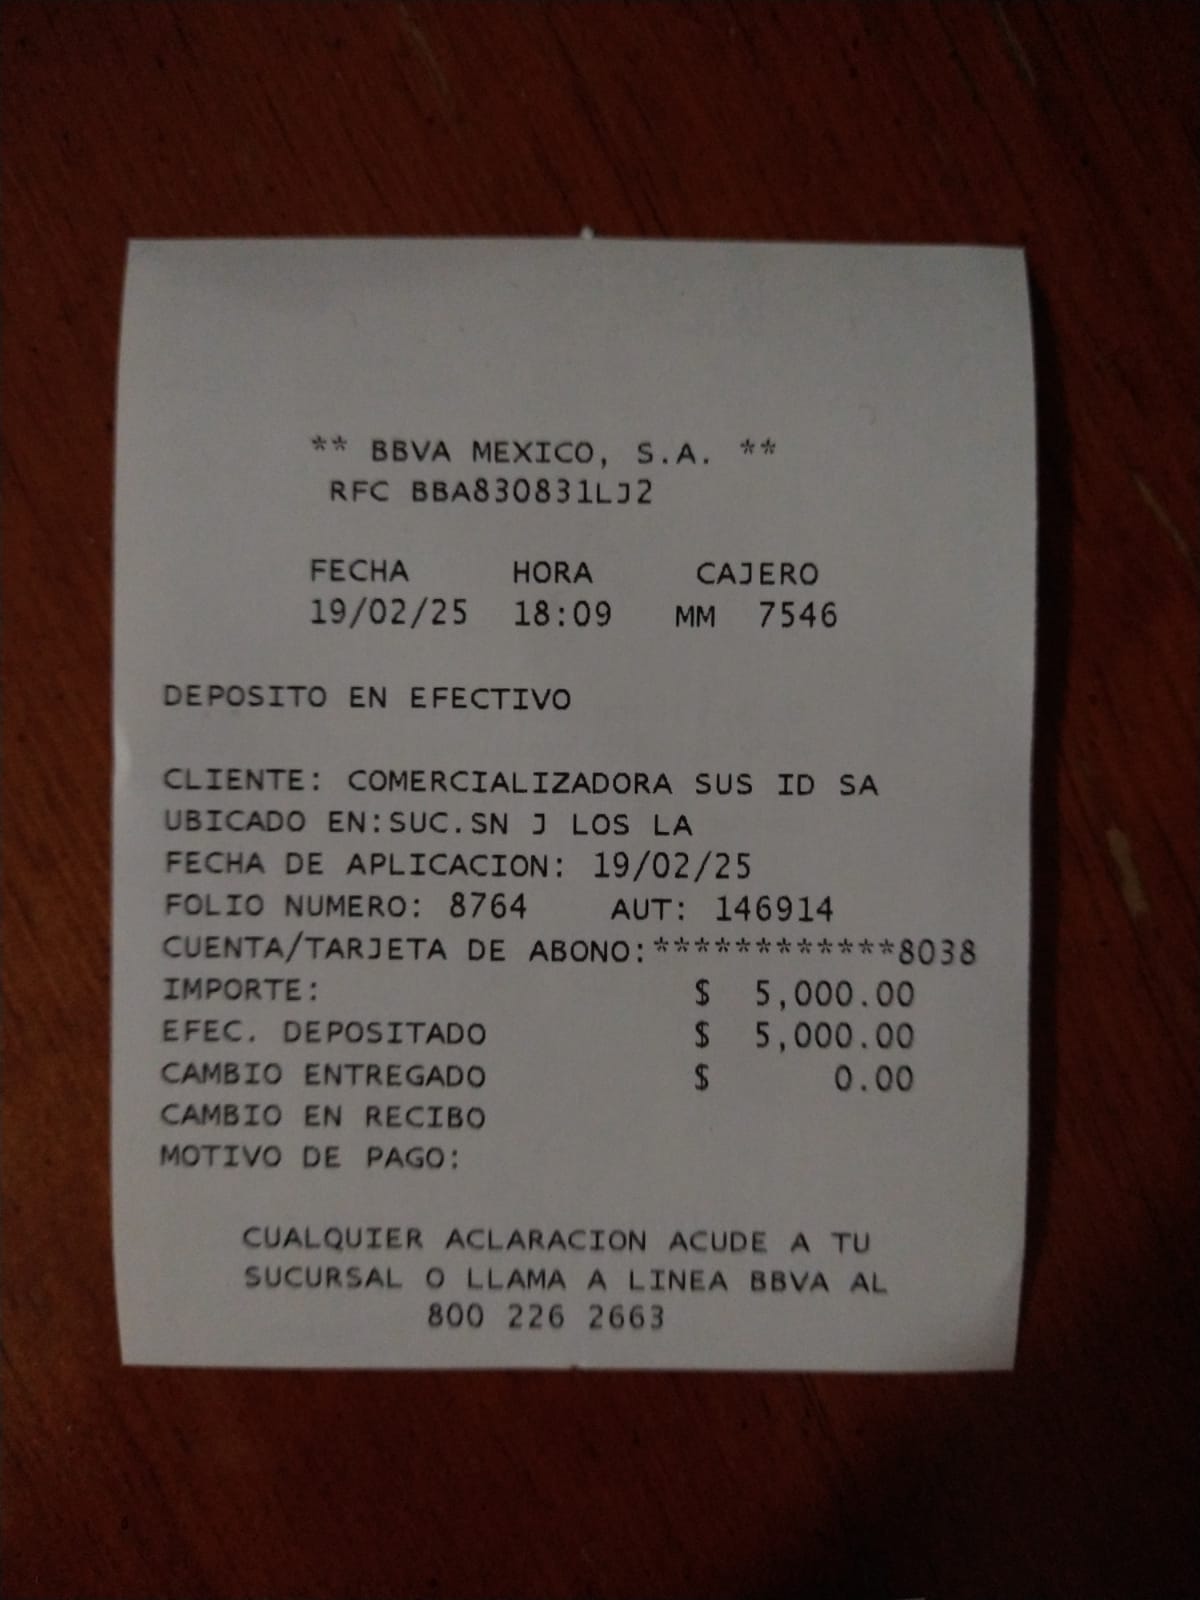 ** BBVA MEXICO, S.A. **
RFC BBA830831LJ2
FECHA HORA CAJERO
19/02/25 18:09 MM 7546
DEPOSITO EN EFECTIVO
CLIENTE: COMERCIALIZADORA SUS ID SA
UBICADO EN:SUC.SN J LOS LA
FECHA DE APLICACION: 19/02/25
FOLIO NUMERO: 8764 AUT: 146914
CUENTA/TARJETA DE ABONO:************8038
IMPORTE: $ 5,000.00
EFEC. DEPOSITADO $ 5,000.00
CAMBIO ENTREGADO $ 0.00
CAMBIO EN RECIBO
MOTIVO DE PAGO:
CUALQUIER ACLARACION ACUDE A TU
SUCURSAL O LLAMA A LINEA BBVA AL
800 226 2663